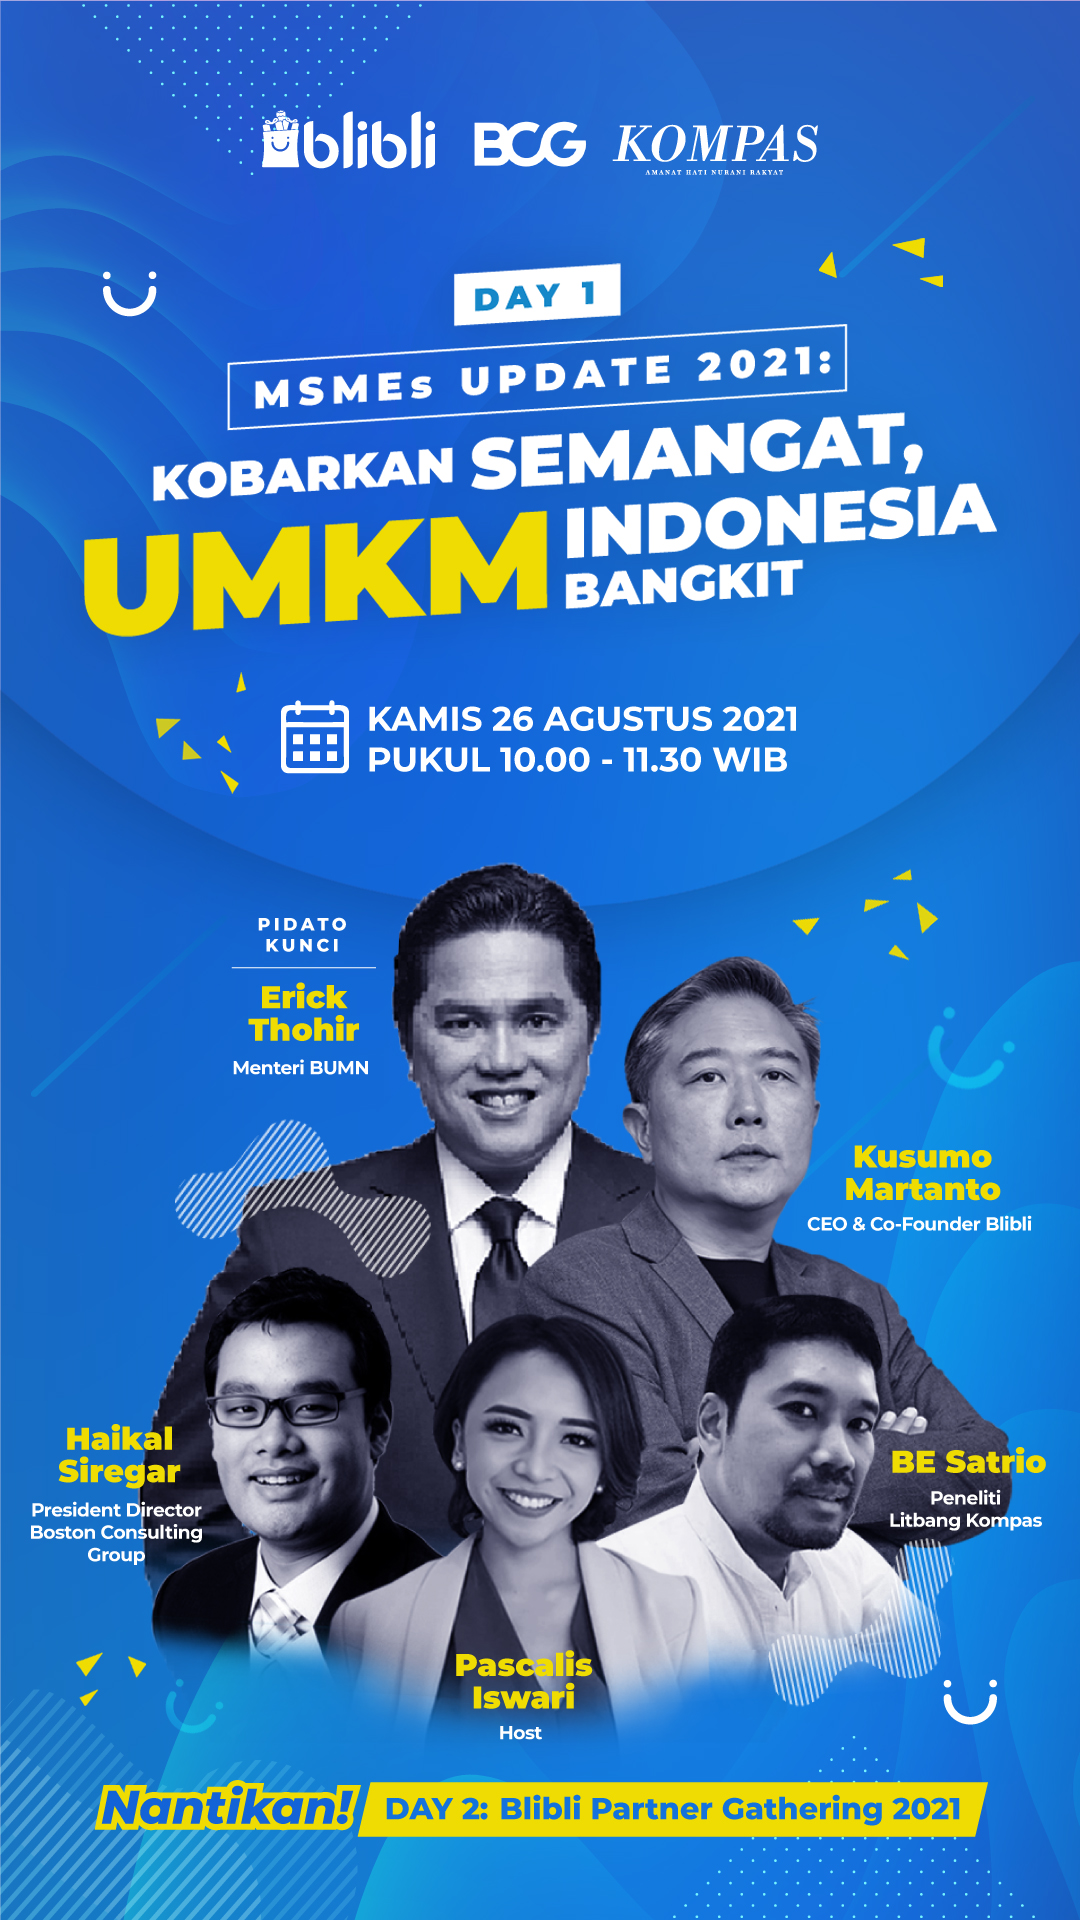 blibli BCG KOMPAS
AMANAT HATI NURANI RAKYAT
DAY 1
MSMEs UPDATE 2021:
KOBARKAN SEMANGAT,
UMKM INDONESIA
BANGKIT
KAMIS 26 AGUSTUS 2021
PUKUL 10.00 - 11.30 WIB
PIDATO
KUNCI
Erick
Thohir
Menteri BUMN
Kusumo
Martanto
CEO & Co-Founder Blibli
Haikal
Siregar
President Director
Boston Consulting
Group
BE Satrio
Peneliti
Litbang Kompas
Pascalis
Iswari
Host
Nantikan! DAY 2: Blibli Partner Gathering 2021